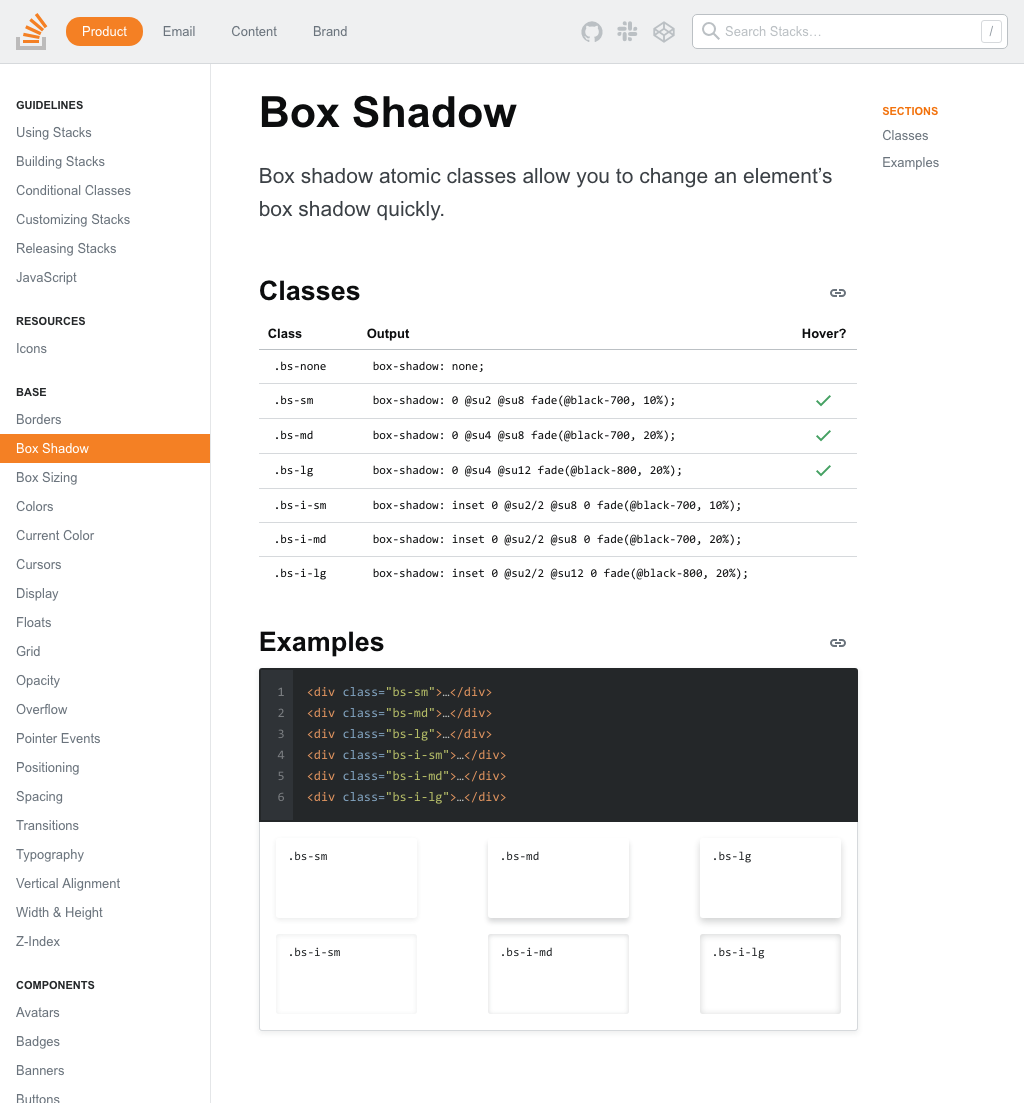 Product
Email
Content
Brand
Search Stacks…
/
GUIDELINES
Using Stacks
Building Stacks
Conditional Classes
Customizing Stacks
Releasing Stacks
JavaScript
RESOURCES
Icons
BASE
Borders
Box Shadow
Box Sizing
Colors
Current Color
Cursors
Display
Floats
Grid
Opacity
Overflow
Pointer Events
Positioning
Spacing
Transitions
Typography
Vertical Alignment
Width & Height
Z-Index
COMPONENTS
Avatars
Badges
Banners
Buttons
Box Shadow
Box shadow atomic classes allow you to change an element’s
box shadow quickly.
Classes
Class Output Hover?
.bs-none box-shadow: none;
.bs-sm box-shadow: 0 @su2 @su8 fade(@black-700, 10%);
.bs-md box-shadow: 0 @su4 @su8 fade(@black-700, 20%);
.bs-lg box-shadow: 0 @su4 @su12 fade(@black-800, 20%);
.bs-i-sm box-shadow: inset 0 @su2/2 @su8 0 fade(@black-700, 10%);
.bs-i-md box-shadow: inset 0 @su2/2 @su8 0 fade(@black-700, 20%);
.bs-i-lg box-shadow: inset 0 @su2/2 @su12 0 fade(@black-800, 20%);
Examples
1 <div class="bs-sm">…</div>
2 <div class="bs-md">…</div>
3 <div class="bs-lg">…</div>
4 <div class="bs-i-sm">…</div>
5 <div class="bs-i-md">…</div>
6 <div class="bs-i-lg">…</div>
.bs-sm .bs-md .bs-lg
.bs-i-sm .bs-i-md .bs-i-lg
SECTIONS
Classes
Examples